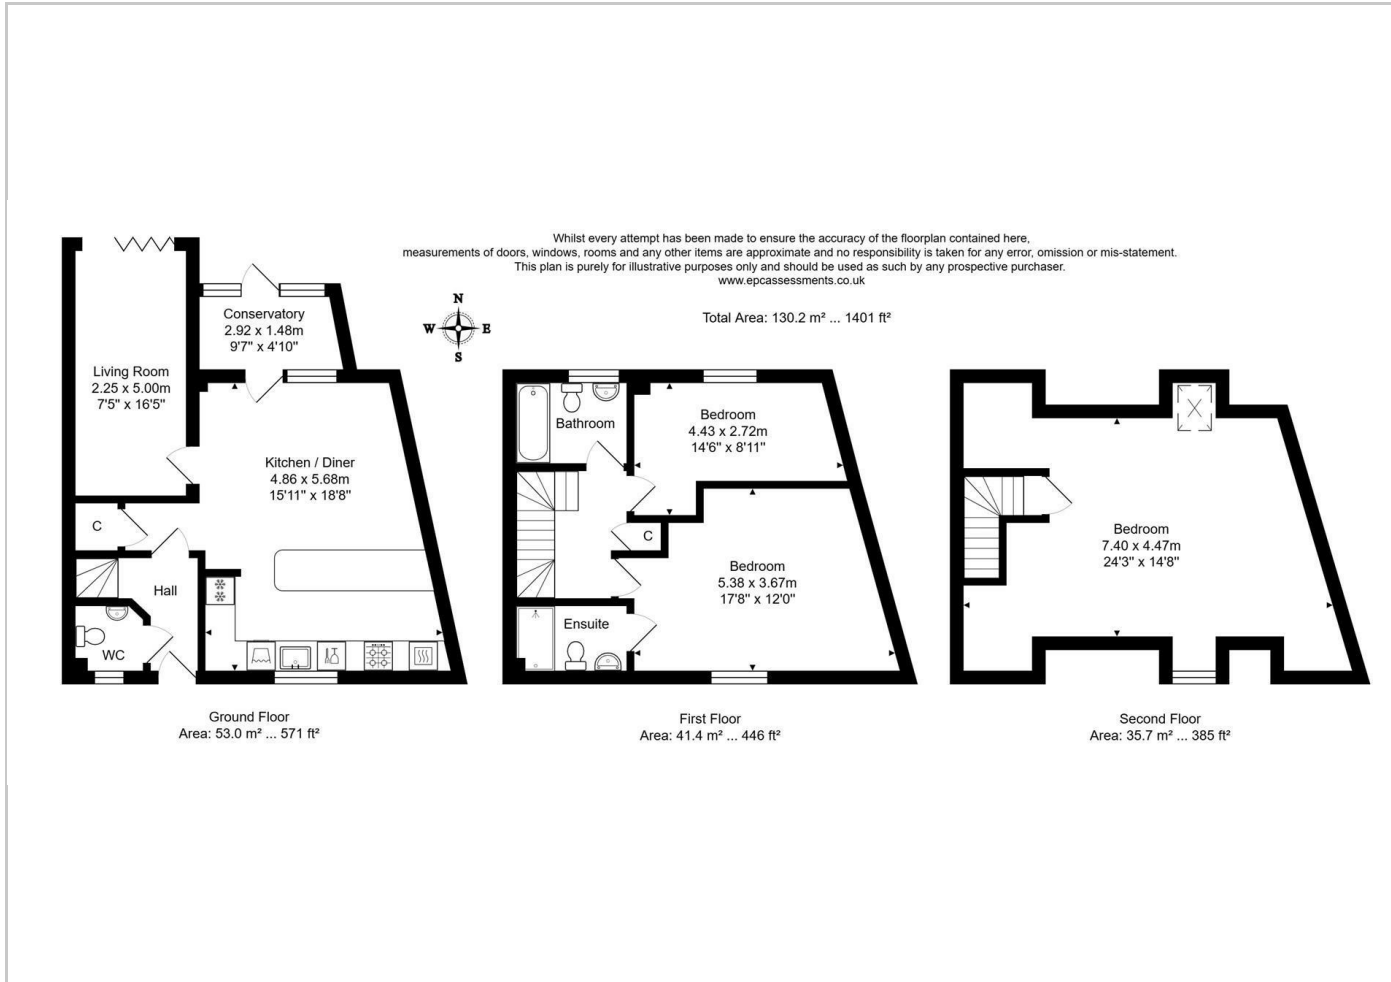 Whilst every attempt has been made to ensure the accuracy of the floorplan contained here,
measurements of doors, windows, rooms and any other items are approximate and no responsibility is taken for any error, omission or mis-statement.
This plan is purely for illustrative purposes only and should be used as such by any prospective purchaser.
www.epcassessments.co.uk
Total Area: 130.2 m² ... 1401 ft²
N
W
E
S
Conservatory
2.92 x 1.48m
9'7" x 4'10"
Living Room
2.25 x 5.00m
7'5" x 16'5"
Kitchen / Diner
4.86 x 5.68m
15'11" x 18'8"
C
Hall
WC
Ground Floor
Area: 53.0 m² ... 571 ft²
Bathroom
Bedroom
4.43 x 2.72m
14'6" x 8'11"
C
Bedroom
5.38 x 3.67m
17'8" x 12'0"
Ensuite
First Floor
Area: 41.4 m² ... 446 ft²
Bedroom
7.40 x 4.47m
24'3" x 14'8"
Second Floor
Area: 35.7 m² ... 385 ft²